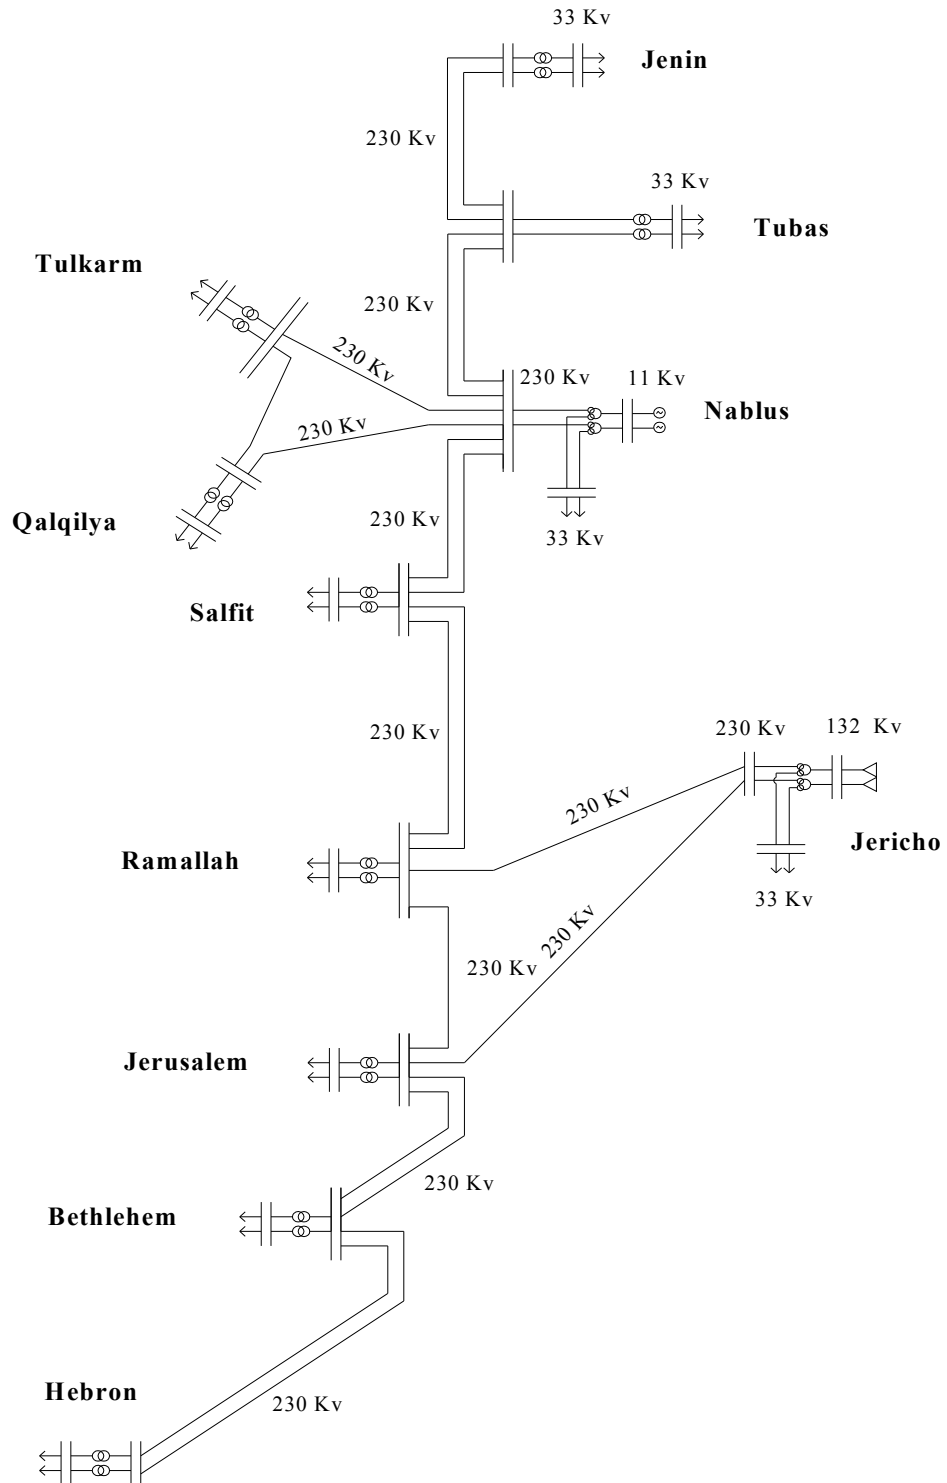 33 Kv
Jenin
230 Kv
33 Kv
Tubas
Tulkarm
230 Kv
230 Kv
230 Kv
11 Kv
Nablus
230 Kv
Qalqilya
230 Kv
33 Kv
Salfit
230 Kv
230 Kv
132 Kv
230 Kv
Ramallah
Jericho
33 Kv
230 Kv
230 Kv
Jerusalem
230 Kv
Bethlehem
Hebron
230 Kv